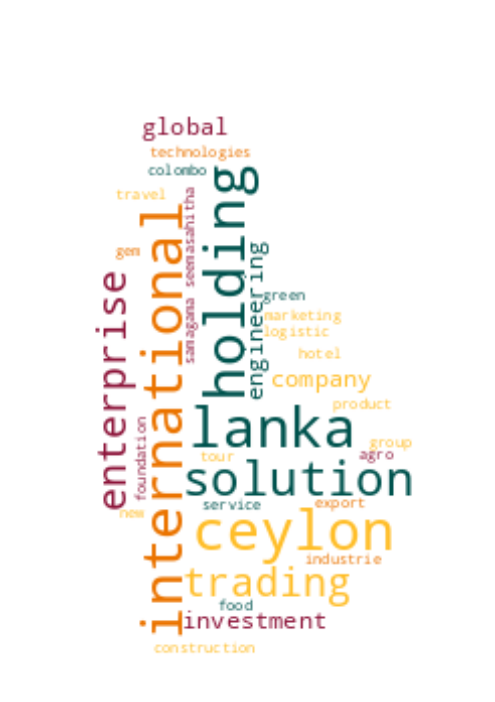 global
technologies
colombo
travel
holding
international
seemasahitha
gem
engineering
enterprise
green
samagama
marketing
logistic
hotel
company
product
lanka
foundation
group
tour
agro
solution
service
export
new
ceylon
industrie
trading
food
investment
construction